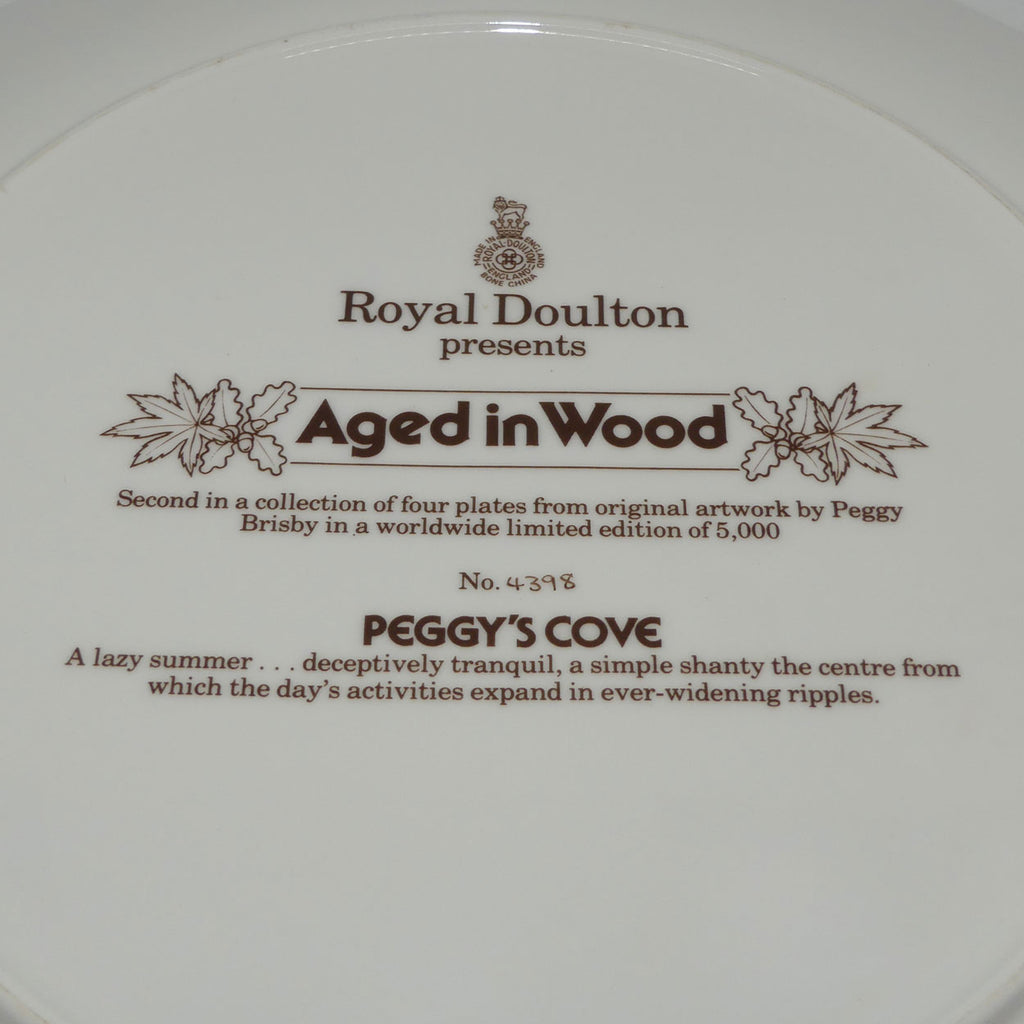 MADE IN ENGLAND
ROYAL DOULTON
ENGLAND
BONE CHINA
Royal Doulton
presents
Aged in Wood
Second in a collection of four plates from original artwork by Peggy
Brisby in a worldwide limited edition of 5,000
No. 4398
PEGGY'S COVE
A lazy summer . . . deceptively tranquil, a simple shanty the centre from
which the day's activities expand in ever-widening ripples.